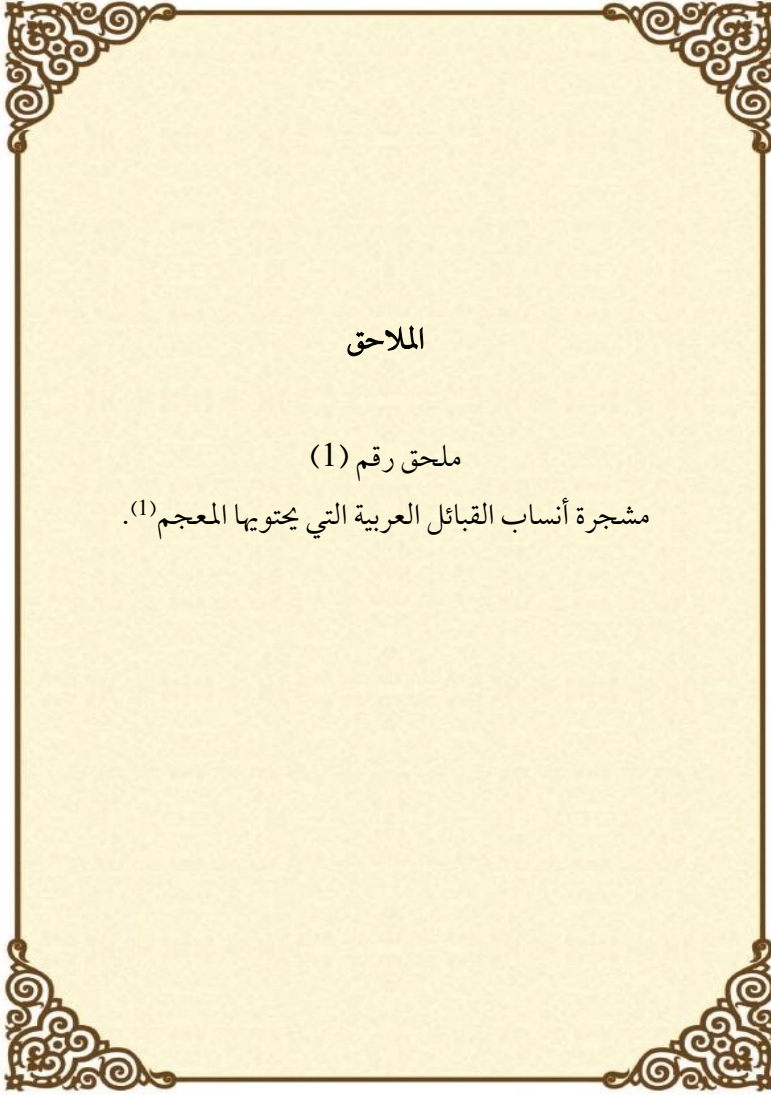 الملاحق
ملحق رقم (1)
مشجرة أنساب القبائل العربية التي يحتويها المعجم(1).